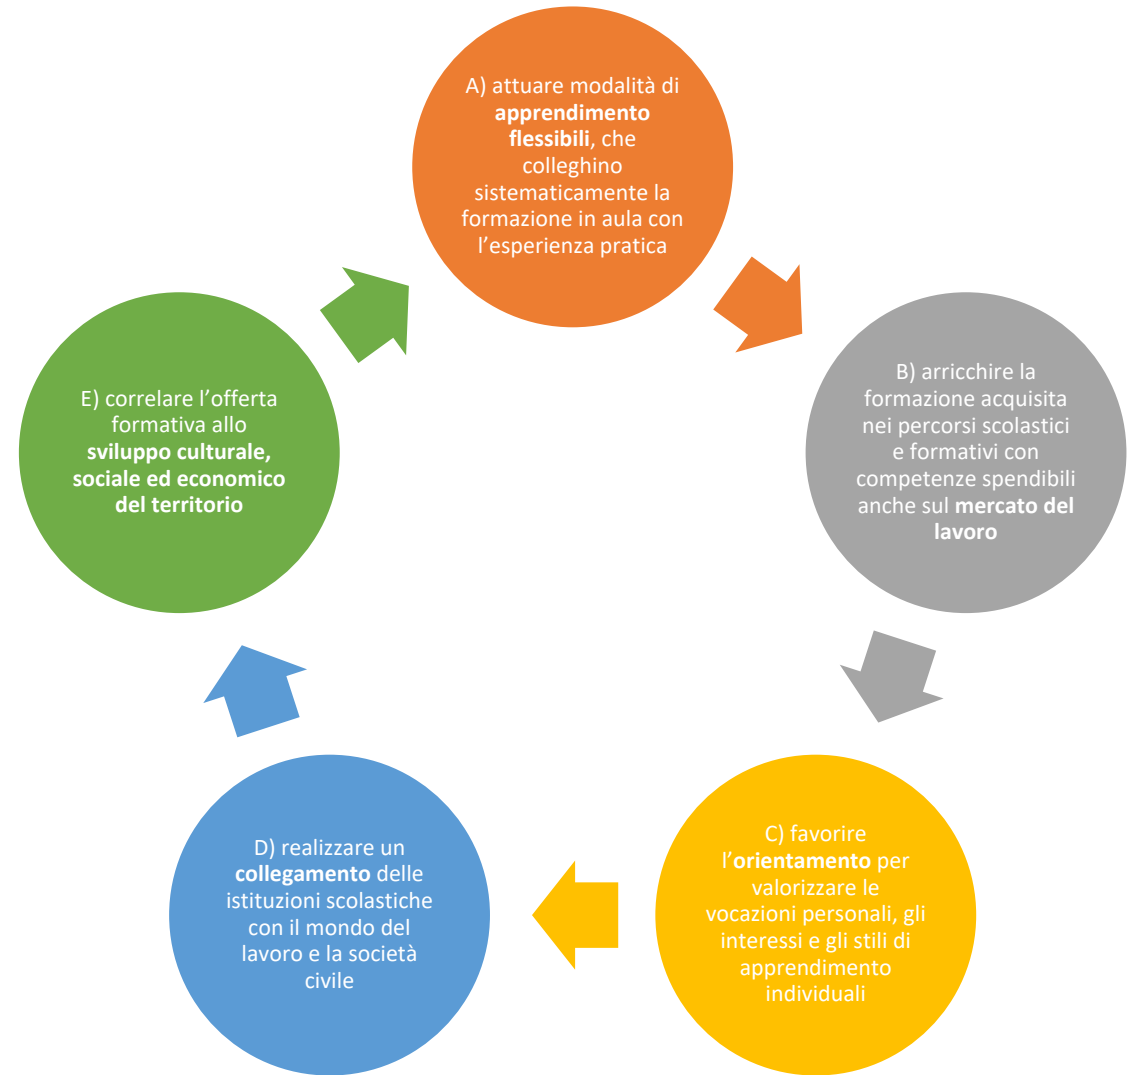 A) attuare modalità di
apprendimento
flessibili, che
colleghino
sistematicamente la
formazione in aula con
l’esperienza pratica
B) arricchire la
formazione acquisita
nei percorsi scolastici
e formativi con
competenze spendibili
anche sul mercato del
lavoro
C) favorire
l’orientamento per
valorizzare le
vocazioni personali, gli
interessi e gli stili di
apprendimento
individuali
D) realizzare un
collegamento delle
istituzioni scolastiche
con il mondo del
lavoro e la società
civile
E) correlare l’offerta
formativa allo
sviluppo culturale,
sociale ed economico
del territorio